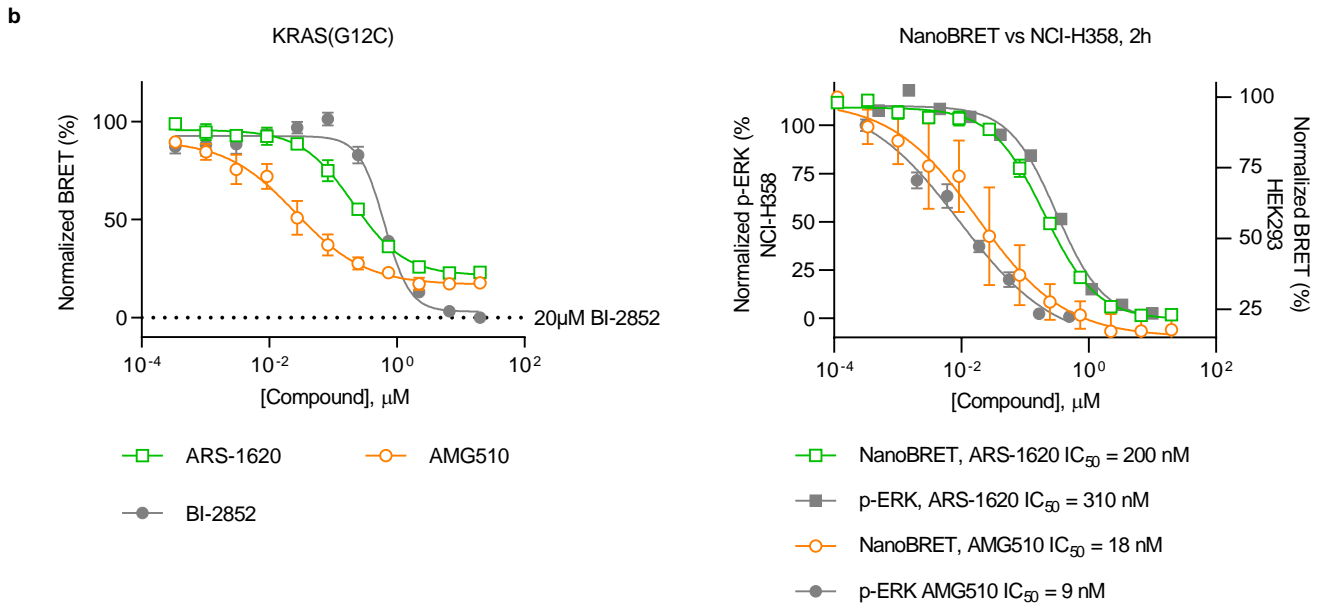 b
KRAS(G12C)
Normalized BRET (%)
100
50
0
20μM BI-2852
10⁻⁴
10⁻²
10⁰
10²
[Compound], μM
ARS-1620
AMG510
BI-2852
NanoBRET vs NCI-H358, 2h
Normalized p-ERK (%
NCI-H358
100
75
50
25
0
100
75
50
25
Normalized BRET (%)
HEK293
10⁻⁴
10⁻²
10⁰
10²
[Compound], μM
NanoBRET, ARS-1620 IC₅₀ = 200 nM
p-ERK, ARS-1620 IC₅₀ = 310 nM
NanoBRET, AMG510 IC₅₀ = 18 nM
p-ERK AMG510 IC₅₀ = 9 nM